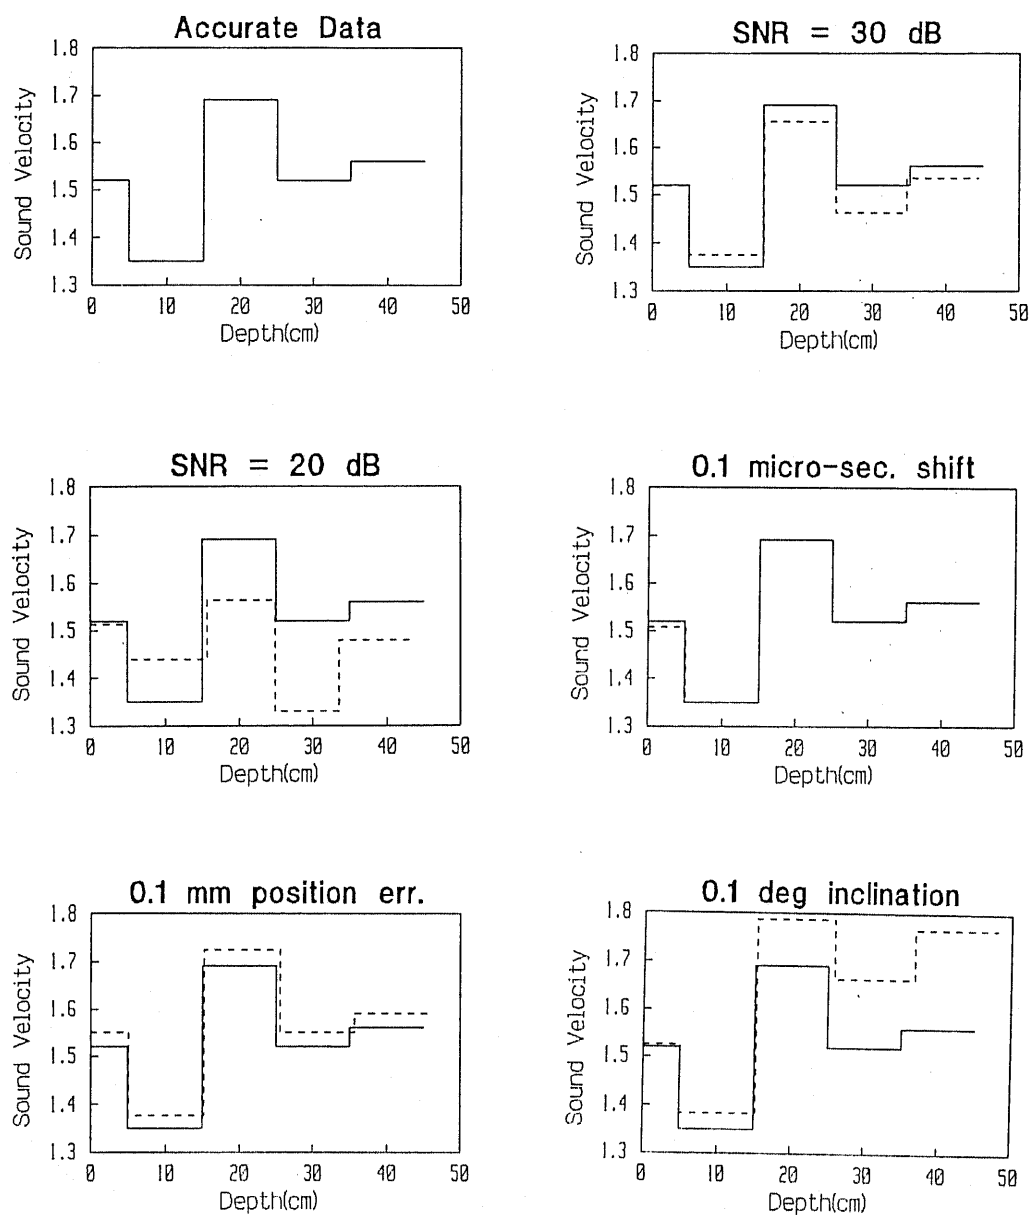 Accurate Data
1.8
1.7
1.6
1.5
1.4
1.3
Sound Velocity
0 10 20 30 40 50
Depth(cm)
SNR = 30 dB
1.8
1.7
1.6
1.5
1.4
1.3
Sound Velocity
0 10 20 30 40 50
Depth(cm)
SNR = 20 dB
1.8
1.7
1.6
1.5
1.4
1.3
Sound Velocity
0 10 20 30 40 50
Depth(cm)
0.1 micro-sec. shift
1.8
1.7
1.6
1.5
1.4
1.3
Sound Velocity
0 10 20 30 40 50
Depth(cm)
0.1 mm position err.
1.8
1.7
1.6
1.5
1.4
1.3
Sound Velocity
0 10 20 30 40 50
Depth(cm)
0.1 deg inclination
1.8
1.7
1.6
1.5
1.4
1.3
Sound Velocity
0 10 20 30 40 50
Depth(cm)